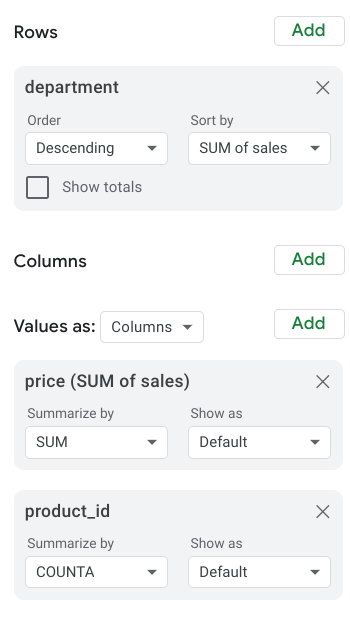 Rows Add
department
Order Sort by
Descending SUM of sales
Show totals
Columns Add
Values as: Columns Add
price (SUM of sales)
Summarize by Show as
SUM Default
product_id
Summarize by Show as
COUNTA Default